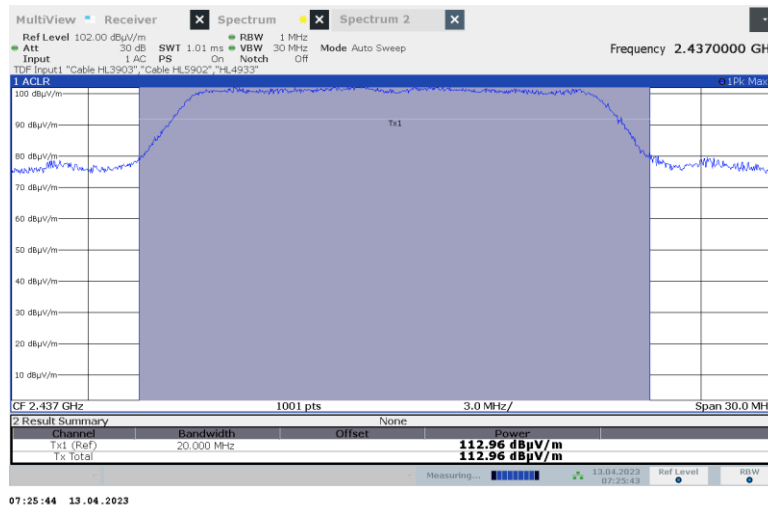 MultiView Receiver X Spectrum X Spectrum 2 X
Ref Level 102.00 dBµV/m RBW 1 MHz
Att 30 dB SWT 1.01 ms VBW 30 MHz Mode Auto Sweep Frequency 2.4370000 GH
Input 1 AC PS On Notch Off
TDF Input1 "Cable HL3903","Cable HL5902","HL4933"
1 ACLR 1Pk Max
100 dBµV/m
Tx1
90 dBµV/m
80 dBµV/m
70 dBµV/m
60 dBµV/m
50 dBµV/m
40 dBµV/m
30 dBµV/m
20 dBµV/m
10 dBµV/m
CF 2.437 GHz 1001 pts 3.0 MHz/ Span 30.0 MH
2 Result Summary None
Channel Bandwidth Offset Power
Tx1 (Ref) 20.000 MHz 112.96 dBµV/m
Tx Total 112.96 dBµV/m
Measuring... 13.04.2023 07:25:43 Ref Level RBW
07:25:44 13.04.2023